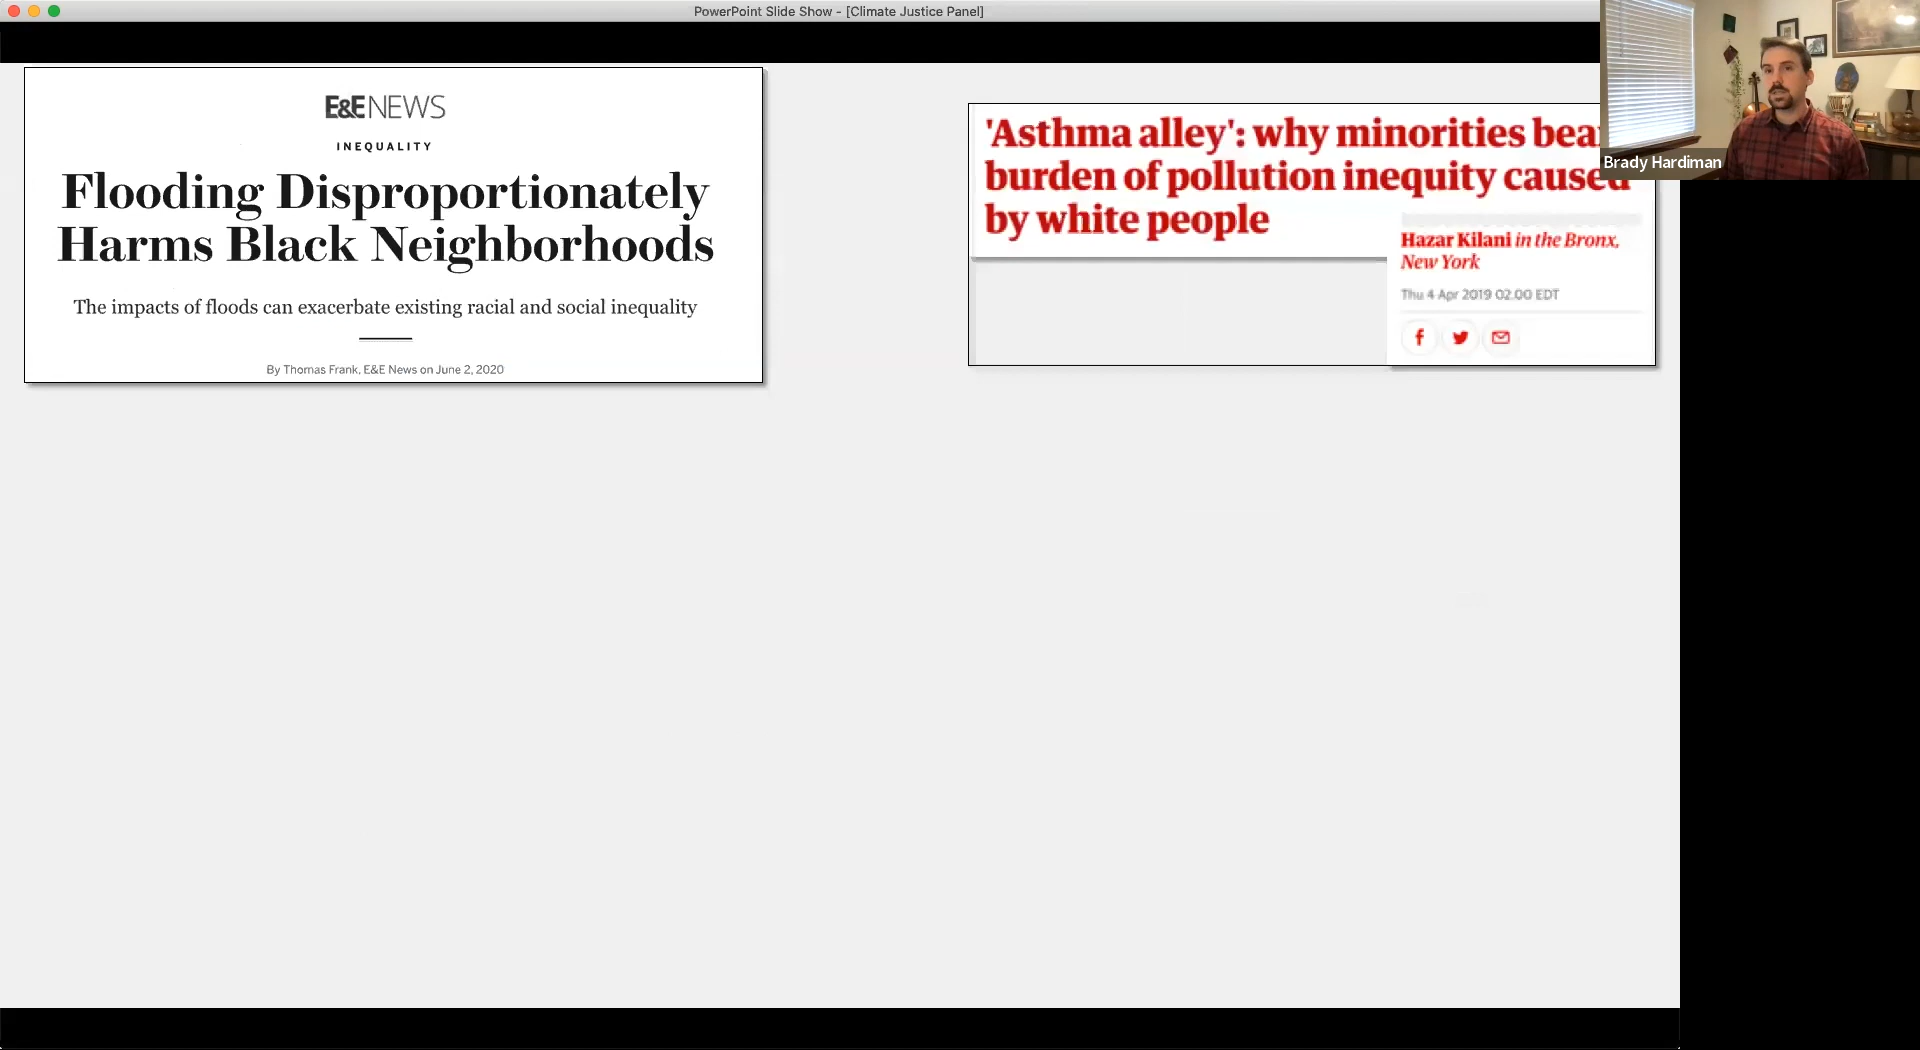 PowerPoint Slide Show - [Climate Justice Panel]
E&E NEWS
INEQUALITY
Flooding Disproportionately
Harms Black Neighborhoods
The impacts of floods can exacerbate existing racial and social inequality
By Thomas Frank, E&E News on June 2, 2020
'Asthma alley': why minorities bea
burden of pollution inequity caused
by white people
Hazar Kilani in the Bronx,
New York
Thu 4 Apr 2019 02.00 EDT
Brady Hardiman